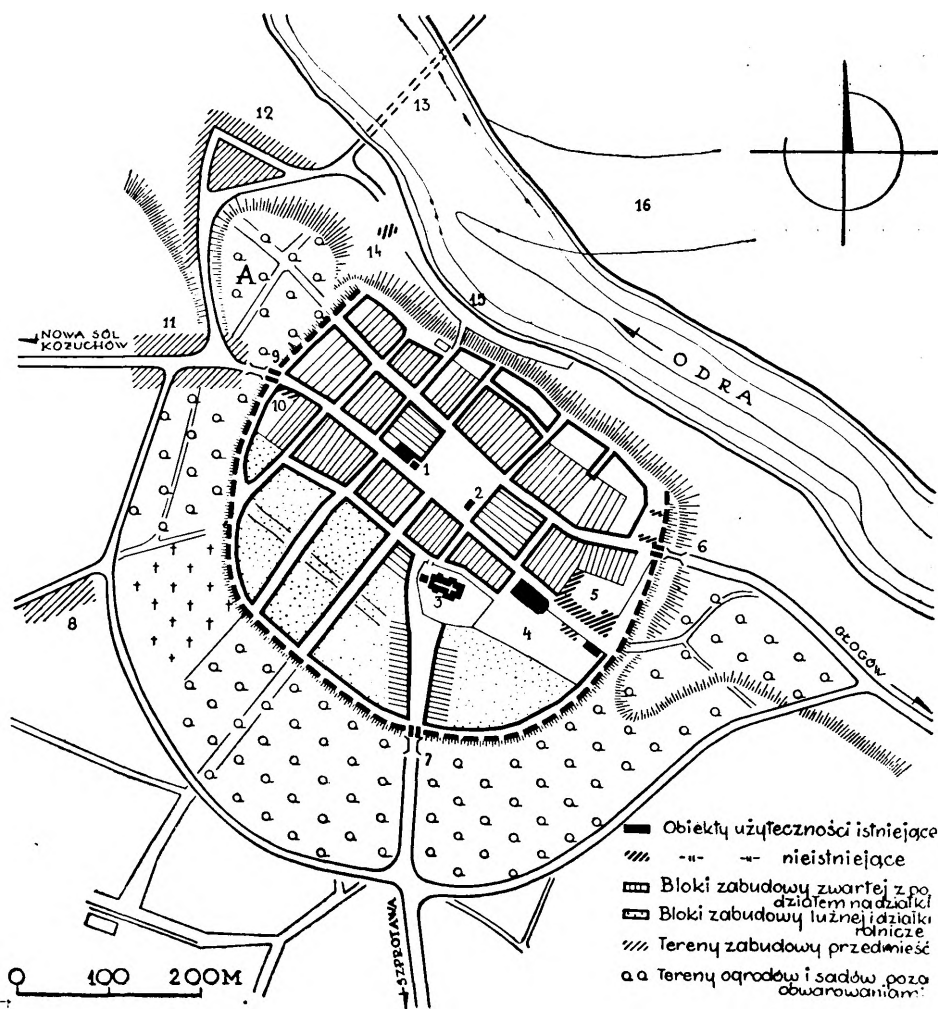 12
13
16
14
A
15
11
NOWA SÓL
KOŻUCHÓW
9
ODRA
10
1
2
6
5
3
8
4
GŁOGÓW
7
Obiekty użyteczności istniejące
-"- -"- nieistniejące
Bloki zabudowy zwartej z po
działem na działki
Bloki zabudowy luźnej i działki
rolnicze
Tereny zabudowy przedmieść
Tereny ogrodów i sadów poza
obwarowaniami
SZPROTAWA
0 100 200M